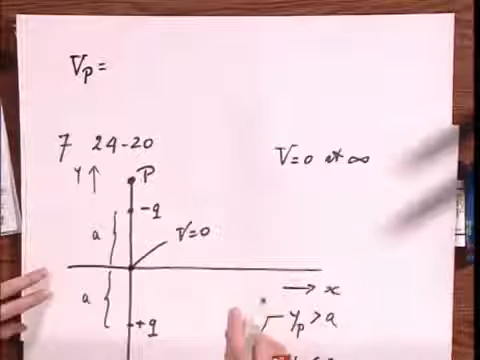 Vp =
7 24-20
V=0 at ∞
Y ↑ P
-q
a
V=0
→ x
a
yp > a
+q